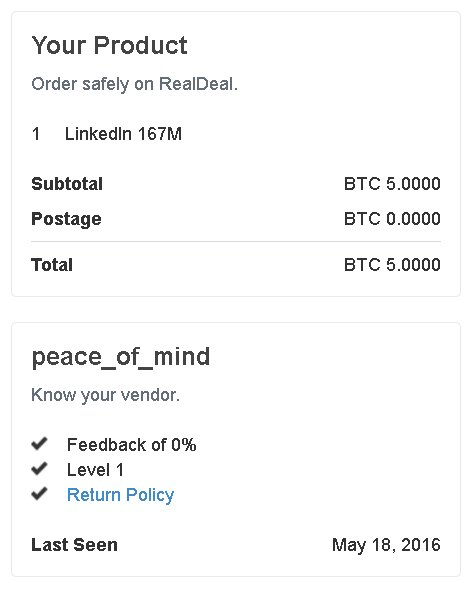 Your Product
Order safely on RealDeal.
1 LinkedIn 167M
Subtotal BTC 5.0000
Postage BTC 0.0000
Total BTC 5.0000
peace_of_mind
Know your vendor.
Feedback of 0%
Level 1
Return Policy
Last Seen May 18, 2016